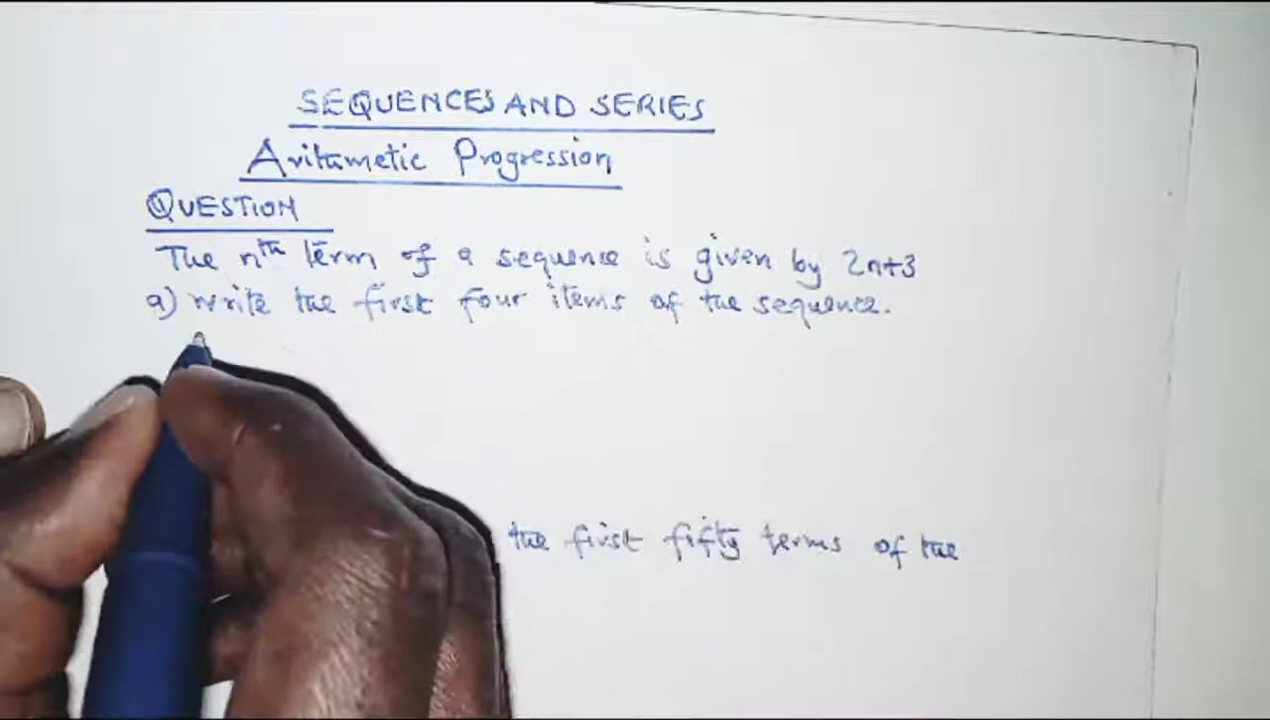 SEQUENCES AND SERIES
Aritametic Progression
QUESTION
The nth term of a sequence is given by 2n+3
a) Write the first four items of the sequence.
the first fifty terms of the